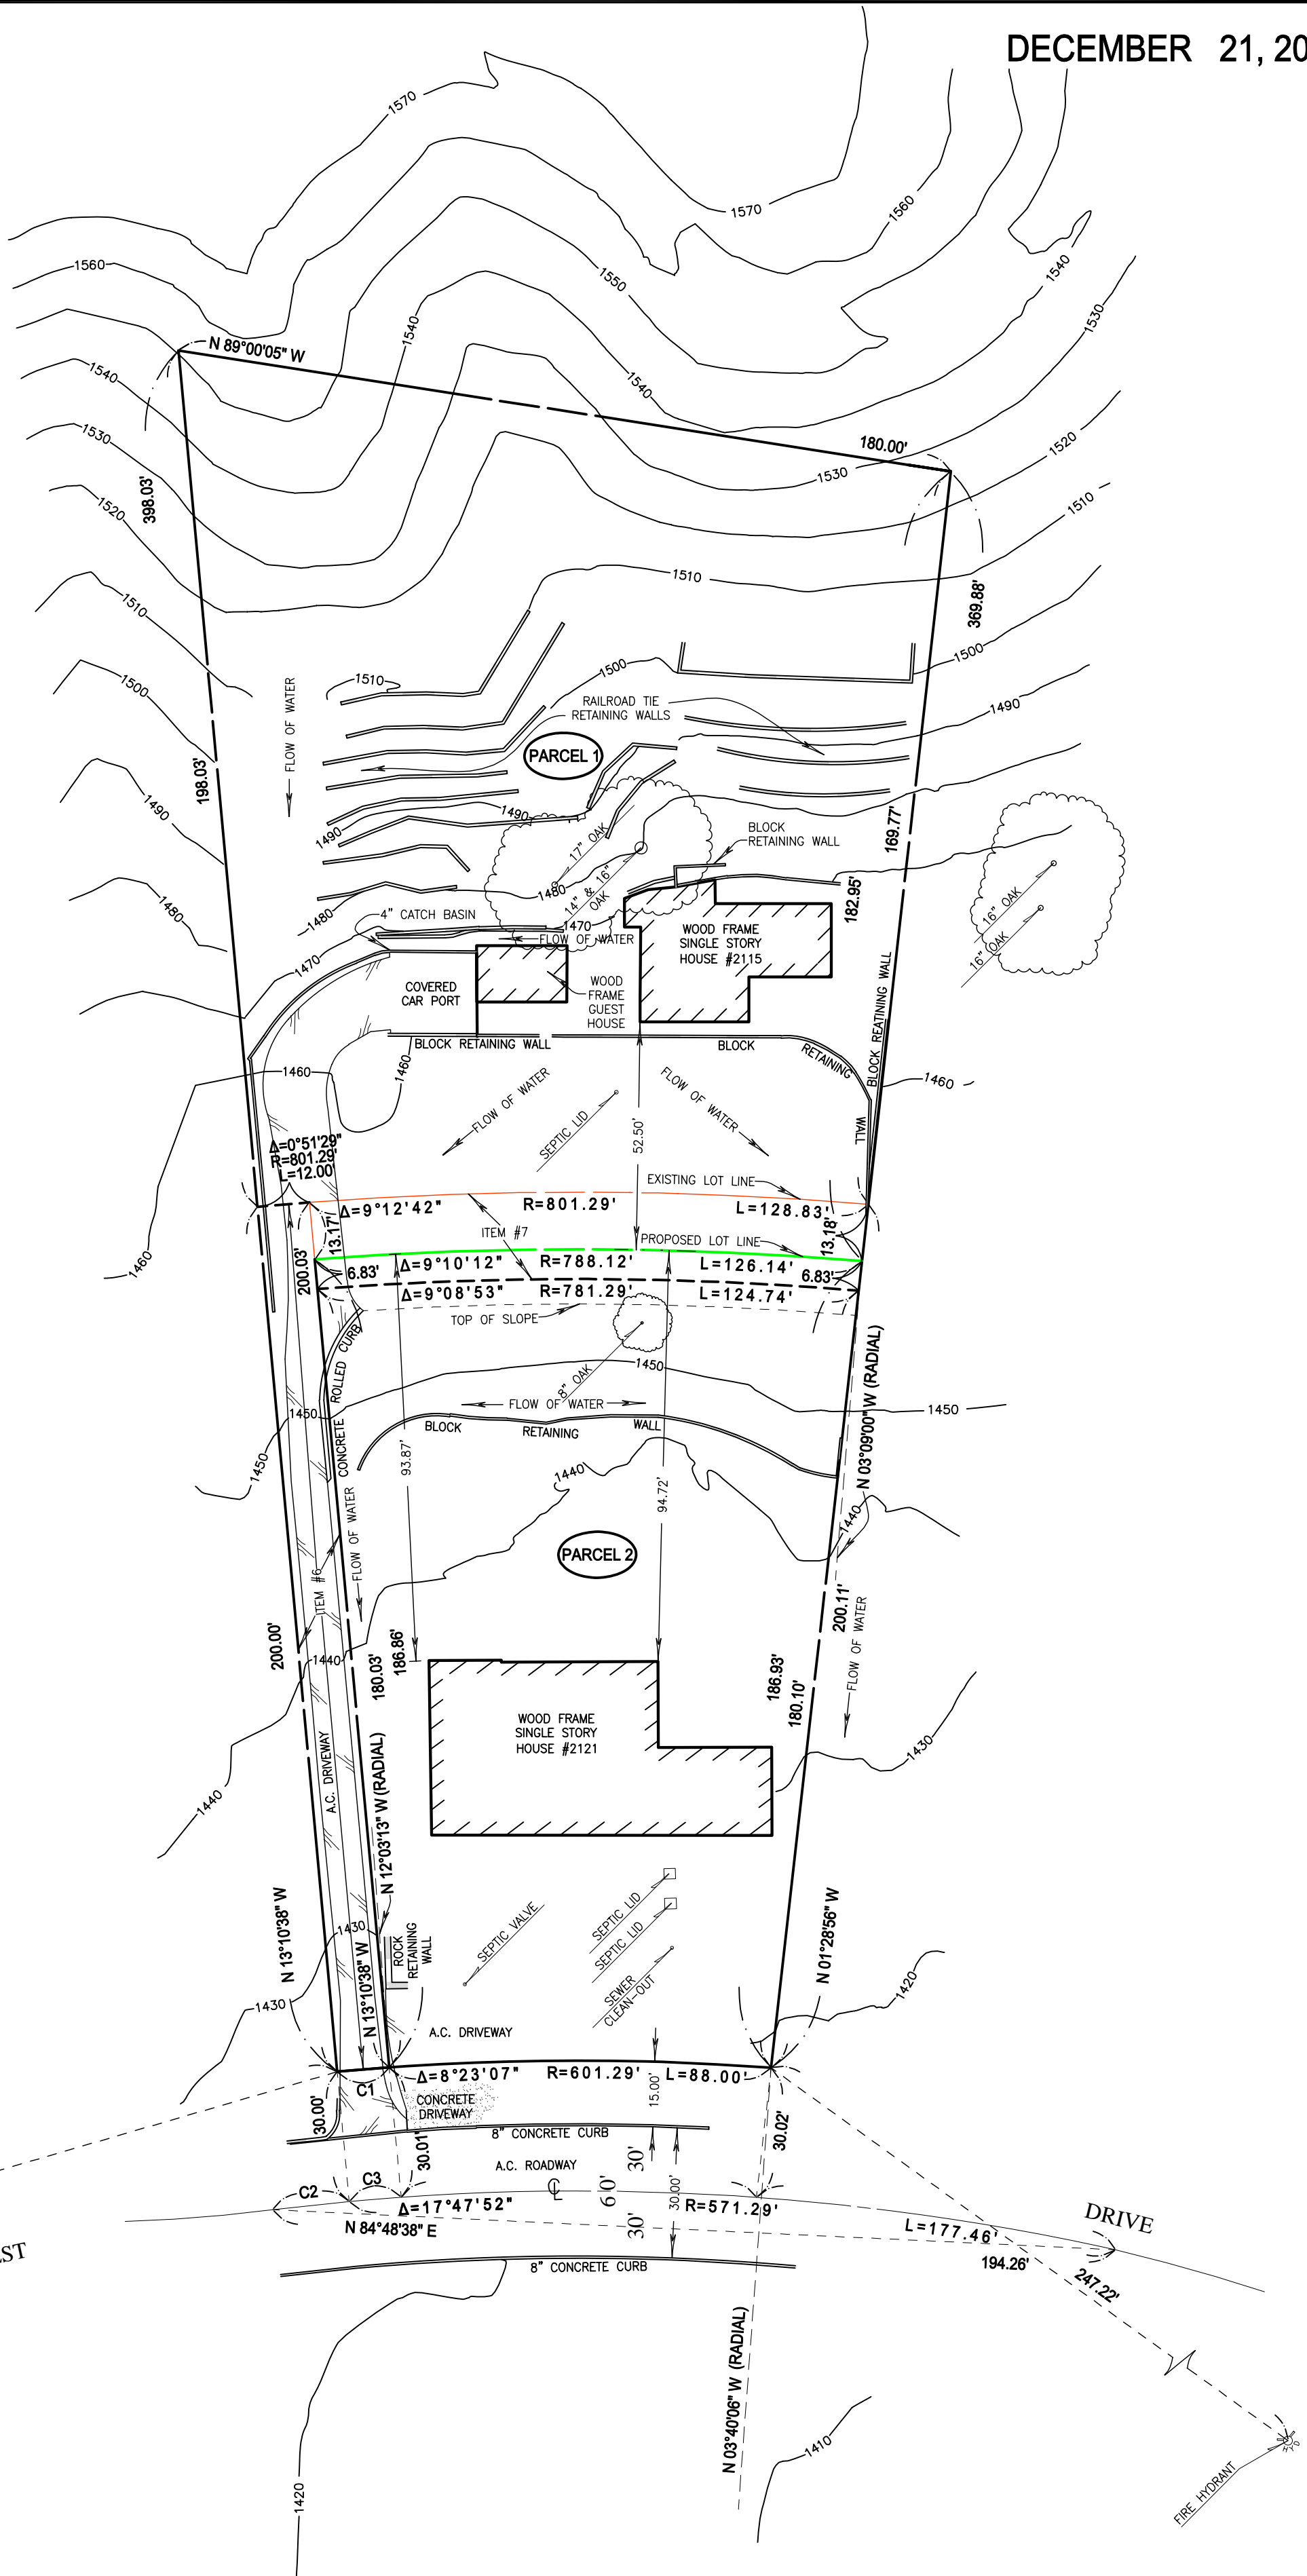 DECEMBER 21, 20
1570
1570
1560
1560
1550
1540
1540
1530
N 89°00'05" W
1540
1540
1540
180.00'
1530
1520
1530
1520
1510
398.03'
1510
1510
369.88'
1500
1500
1500
1510
1490
FLOW OF WATER
RAILROAD TIE
RETAINING WALLS
PARCEL 1
198.03'
1490
1490
1490
17" OAK
14" & 16"
OAK
BLOCK
RETAINING WALL
169.77'
182.95'
16" OAK
16" OAK
1480
1480
1480
4" CATCH BASIN
1470
FLOW OF WATER
1470
WOOD FRAME
SINGLE STORY
HOUSE #2115
COVERED
CAR PORT
WOOD
FRAME
GUEST
HOUSE
BLOCK REATINING WALL
BLOCK RETAINING WALL
BLOCK
RETAINING
WALL
1460
1460
1460
FLOW OF WATER
FLOW OF WATER
SEPTIC LID
52.50'
Δ=0°51'29"
R=801.29'
L=12.00'
EXISTING LOT LINE
Δ=9°12'42"
R=801.29'
L=128.83'
13.17'
ITEM #7
PROPOSED LOT LINE
13.18'
1460
200.03'
6.83'
Δ=9°10'12"
R=788.12'
L=126.14'
6.83'
Δ=9°08'53"
R=781.29'
L=124.74'
TOP OF SLOPE
CONCRETE ROLLED CURB
8" OAK
1450
1450
1450
1450
FLOW OF WATER
BLOCK
RETAINING
WALL
N 03°09'00" W (RADIAL)
93.87'
94.72'
1440
1440
FLOW OF WATER
ITEM #6
PARCEL 2
200.11'
FLOW OF WATER
200.00'
1440
180.03'
186.86'
186.93'
180.10'
WOOD FRAME
SINGLE STORY
HOUSE #2121
1430
1440
A.C. DRIVEWAY
N 12°03'13" W (RADIAL)
SEPTIC VALVE
SEPTIC LID
SEPTIC LID
SEWER
CLEAN-OUT
N 13°10'38" W
1430
ROCK
RETAINING
WALL
N 13°10'38" W
N 01°28'56" W
1420
1430
A.C. DRIVEWAY
Δ=8°23'07"
R=601.29'
L=88.00'
C1
15.00'
CONCRETE
DRIVEWAY
30.00'
30.01'
30.02'
8" CONCRETE CURB
A.C. ROADWAY
30'
60'
30'
30.00'
C2
C3
℄
Δ=17°47'52"
R=571.29'
L=177.46'
DRIVE
N 84°48'38" E
194.26'
247.22'
8" CONCRETE CURB
N 03°40'06" W (RADIAL)
1420
1410
FIRE HYDRANT